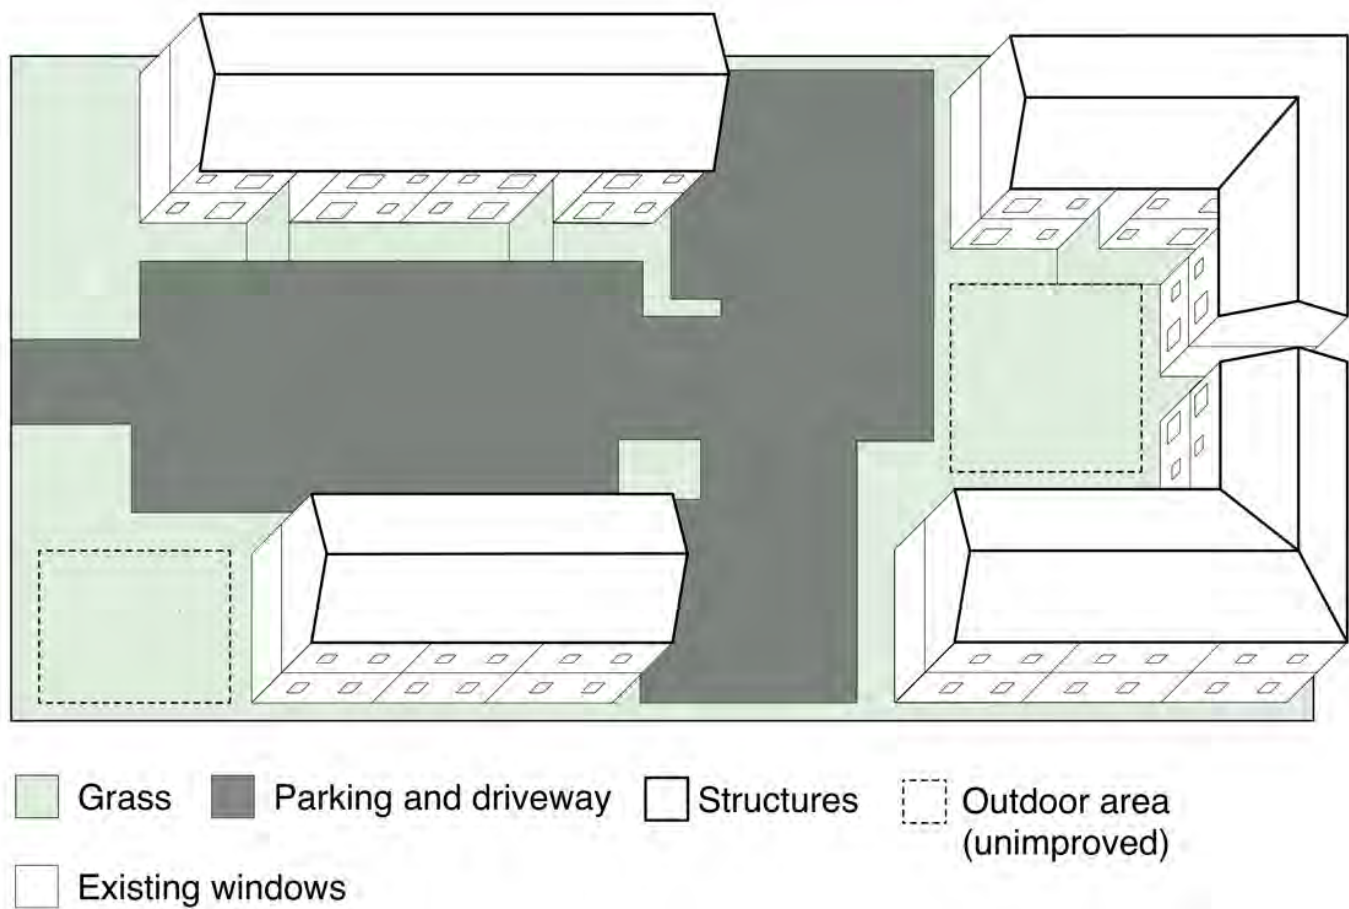 Grass
Parking and driveway
Structures
Outdoor area
(unimproved)
Existing windows